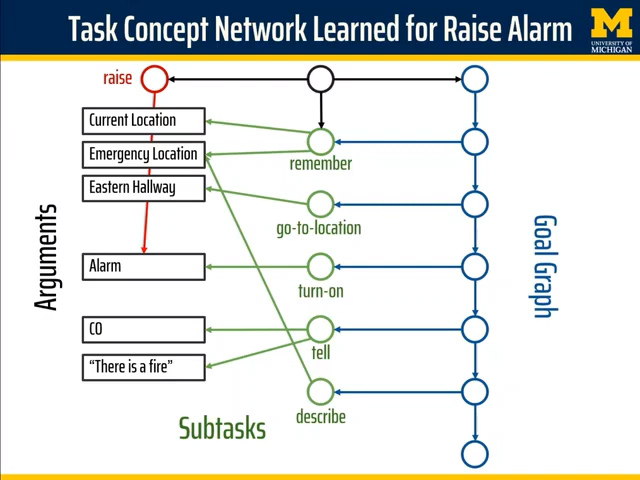 Task Concept Network Learned for Raise Alarm
M
UNIVERSITY OF
MICHIGAN
raise
Current Location
Emergency Location
remember
Eastern Hallway
go-to-location
Arguments
Goal Graph
Alarm
turn-on
CO
tell
"There is a fire"
describe
Subtasks